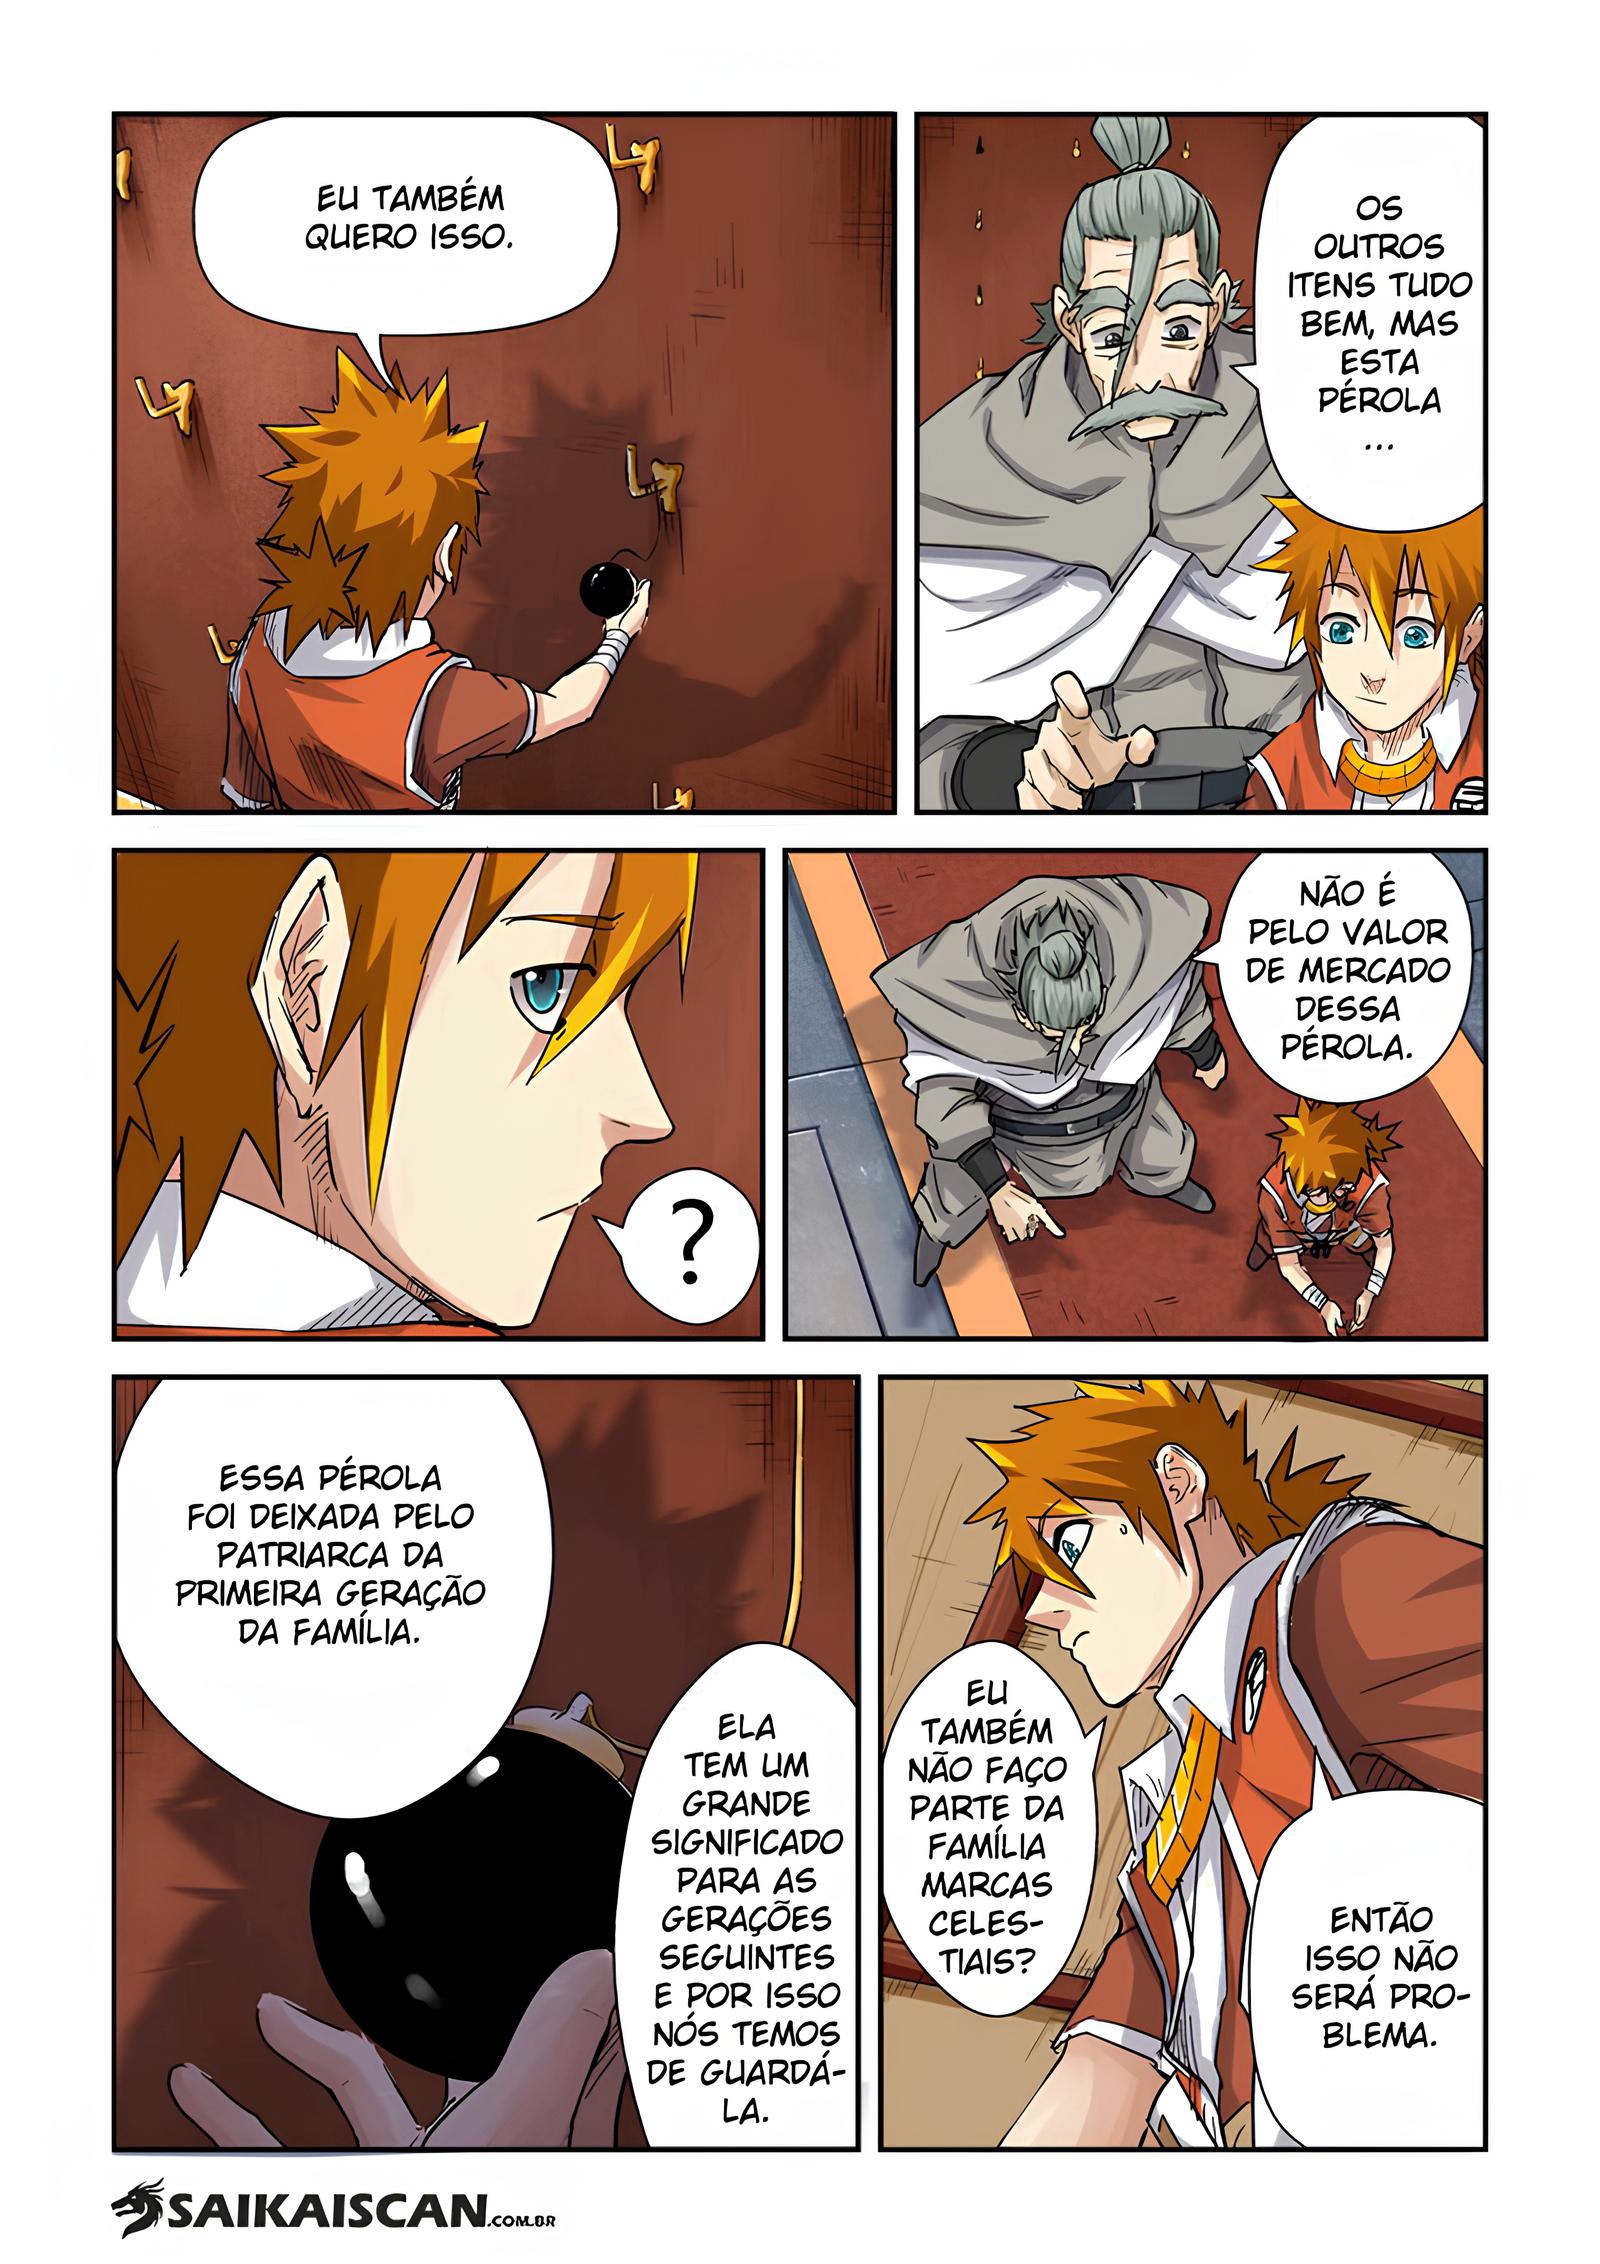 EU TAMBÉM
QUERO ISSO.
OS
OUTROS
ITENS TUDO
BEM, MAS
ESTA
PÉROLA
...
?
NÃO É
PELO VALOR
DE MERCADO
DESSA
PÉROLA.
ESSA PÉROLA
FOI DEIXADA PELO
PATRIARCA DA
PRIMEIRA GERAÇÃO
DA FAMÍLIA.
ELA
TEM UM
GRANDE
SIGNIFICADO
PARA AS
GERAÇÕES
SEGUINTES
E POR ISSO
NÓS TEMOS
DE GUARDÁ-
LA.
EU
TAMBÉM
NÃO FAÇO
PARTE DA
FAMÍLIA
MARCAS
CELES-
TIAIS?
ENTÃO
ISSO NÃO
SERÁ PRO-
BLEMA.
SAIKAISCAN.COM.BR